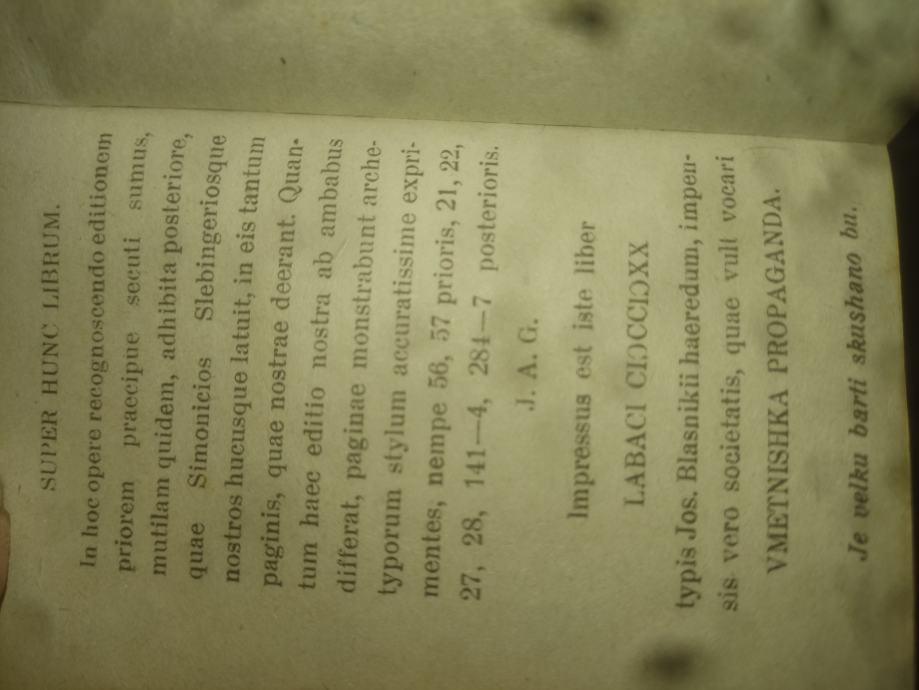 SUPER HUNC LIBRUM.
In hoc opere recognoscendo editionem
priorem praecipue secuti sumus,
mutilam quidem, adhibita posteriore,
quae Simonicios Slebingeriosque
nostros hucusque latuit, in eis tantum
paginis, quae nostrae deerant. Quan-
tum haec editio nostra ab ambabus
differat, paginae monstrabunt arche-
typorum stylum accuratissime expri-
mentes, nempe 56, 57 prioris, 21, 22,
27, 28, 141—4, 284—7 posterioris.
J. A. G.
Impressus est iste liber
LABACI CIƆCCIƆXX
typis Jos. Blasnikii haeredum, impen-
sis vero societatis, quae vult vocari
VMETNISHKA PROPAGANDA.
Je velku barti skushano bu.